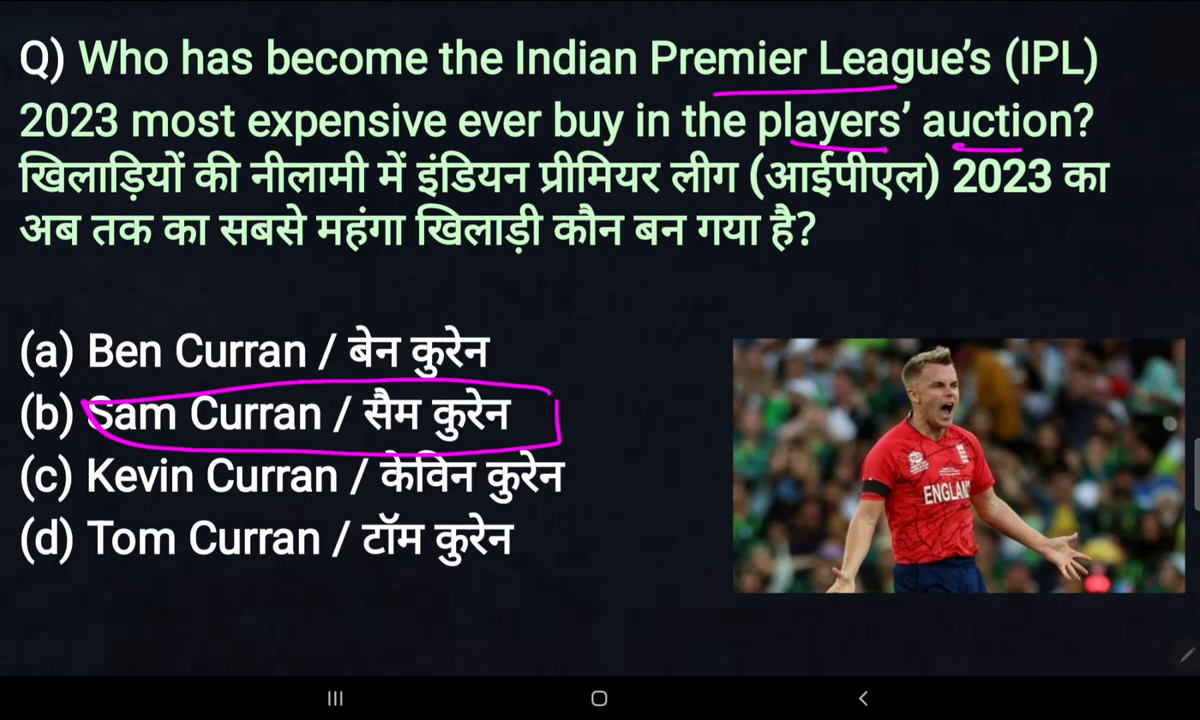 Q) Who has become the Indian Premier League's (IPL)
2023 most expensive ever buy in the players' auction?
खिलाड़ियों की नीलामी में इंडियन प्रीमियर लीग (आईपीएल) 2023 का
अब तक का सबसे महंगा खिलाड़ी कौन बन गया है?
(a) Ben Curran / बेन कुरेन
(b) Sam Curran / सैम कुरेन
(c) Kevin Curran / केविन कुरेन
(d) Tom Curran / टॉम कुरेन
ENGLAND